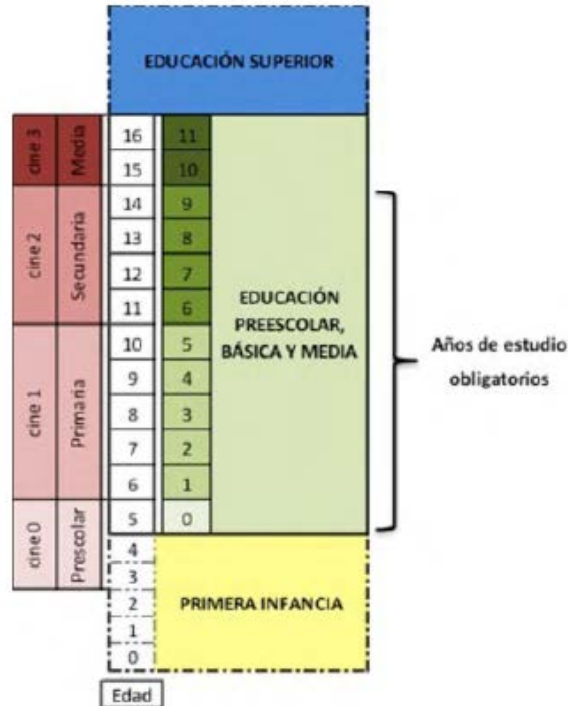 EDUCACIÓN SUPERIOR
cine 3
Media
16
11
15
10
cine 2
Secundaria
14
9
13
8
12
7
11
6
cine 1
Primaria
10
5
9
4
8
3
7
2
6
1
cine 0
Prescolar
5
0
4
3
2
1
0
EDUCACIÓN
PREESCOLAR,
BÁSICA Y MEDIA
Años de estudio
obligatorios
PRIMERA INFANCIA
Edad